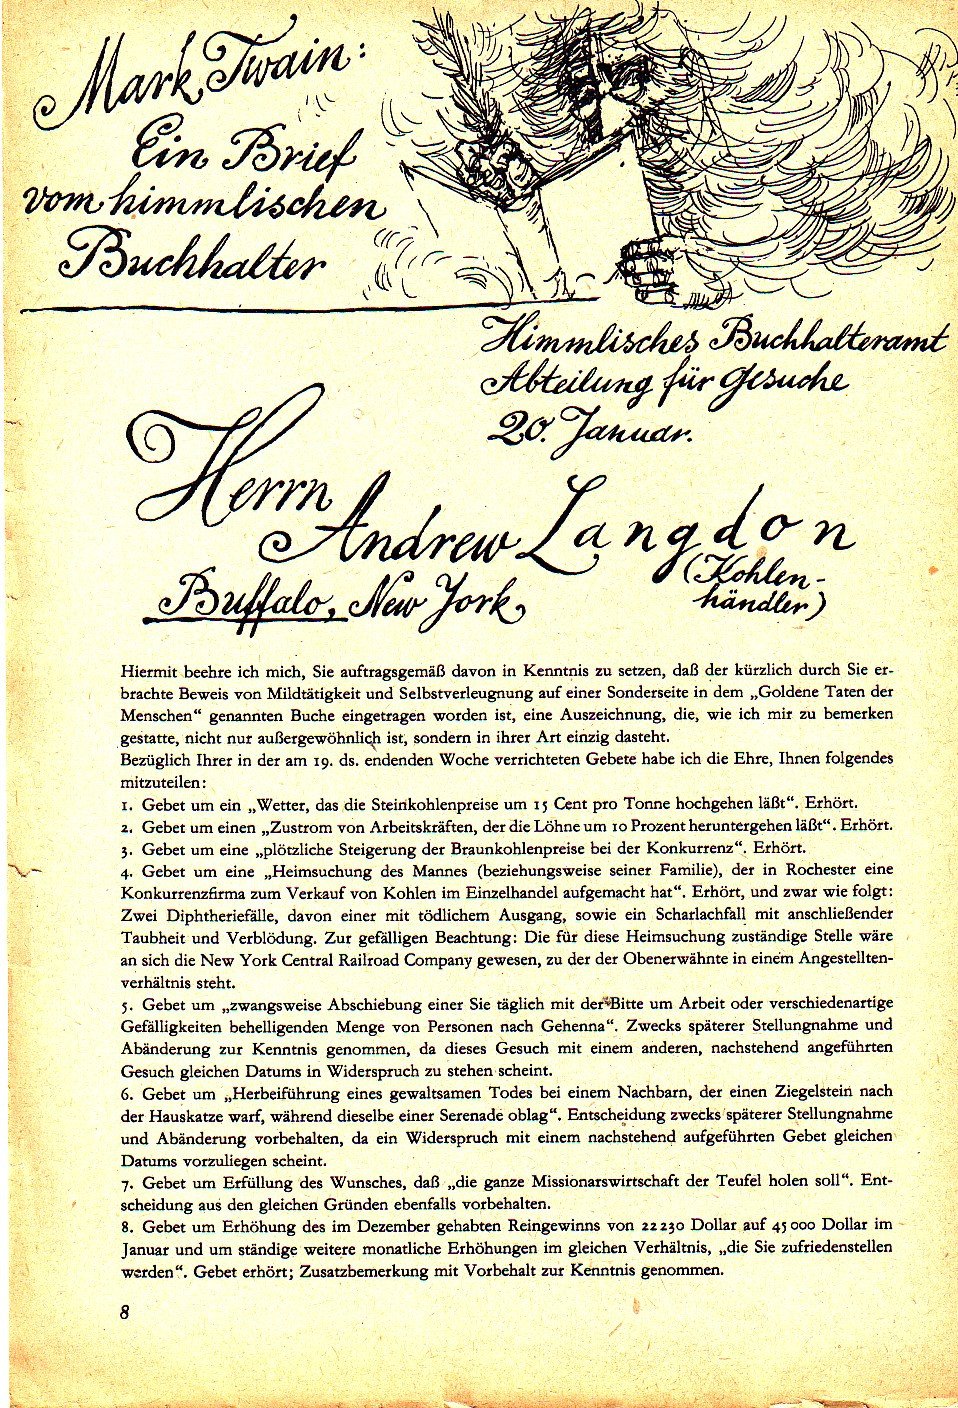 Mark Twain:
Ein Brief
vom himmlischen
Buchhalter
Himmlisches Buchhalteramt
Abteilung für Gesuche
20. Januar.
Herrn
Andrew Langdon
(Kohlen-
händler)
Buffalo, New York,
Hiermit beehre ich mich, Sie auftragsgemäß davon in Kenntnis zu setzen, daß der kürzlich durch Sie er-
brachte Beweis von Mildtätigkeit und Selbstverleugnung auf einer Sonderseite in dem „Goldene Taten der
Menschen“ genannten Buche eingetragen worden ist, eine Auszeichnung, die, wie ich mir zu bemerken
gestatte, nicht nur außergewöhnlich ist, sondern in ihrer Art einzig dasteht.
Bezüglich Ihrer in der am 19. ds. endenden Woche verrichteten Gebete habe ich die Ehre, Ihnen folgendes
mitzuteilen:
1. Gebet um ein „Wetter, das die Steinkohlenpreise um 15 Cent pro Tonne hochgehen läßt“. Erhört.
2. Gebet um einen „Zustrom von Arbeitskräften, der die Löhne um 10 Prozent heruntergehen läßt“. Erhört.
3. Gebet um eine „plötzliche Steigerung der Braunkohlenpreise bei der Konkurrenz“. Erhört.
4. Gebet um eine „Heimsuchung des Mannes (beziehungsweise seiner Familie), der in Rochester eine
Konkurrenzfirma zum Verkauf von Kohlen im Einzelhandel aufgemacht hat“. Erhört, und zwar wie folgt:
Zwei Diphtheriefälle, davon einer mit tödlichem Ausgang, sowie ein Scharlachfall mit anschließender
Taubheit und Verblödung. Zur gefälligen Beachtung: Die für diese Heimsuchung zuständige Stelle wäre
an sich die New York Central Railroad Company gewesen, zu der der Obenerwähnte in einem Angestellten-
verhältnis steht.
5. Gebet um „zwangsweise Abschiebung einer Sie täglich mit der Bitte um Arbeit oder verschiedenartige
Gefälligkeiten behelligenden Menge von Personen nach Gehenna“. Zwecks späterer Stellungnahme und
Abänderung zur Kenntnis genommen, da dieses Gesuch mit einem anderen, nachstehend angeführten
Gesuch gleichen Datums in Widerspruch zu stehen scheint.
6. Gebet um „Herbeiführung eines gewaltsamen Todes bei einem Nachbarn, der einen Ziegelstein nach
der Hauskatze warf, während dieselbe einer Serenade oblag“. Entscheidung zwecks späterer Stellungnahme
und Abänderung vorbehalten, da ein Widerspruch mit einem nachstehend aufgeführten Gebet gleichen
Datums vorzuliegen scheint.
7. Gebet um Erfüllung des Wunsches, daß „die ganze Missionarswirtschaft der Teufel holen soll“. Ent-
scheidung aus den gleichen Gründen ebenfalls vorbehalten.
8. Gebet um Erhöhung des im Dezember gehabten Reingewinns von 22 230 Dollar auf 45 000 Dollar im
Januar und um ständige weitere monatliche Erhöhungen im gleichen Verhältnis, „die Sie zufriedenstellen
werden“. Gebet erhört; Zusatzbemerkung mit Vorbehalt zur Kenntnis genommen.
8